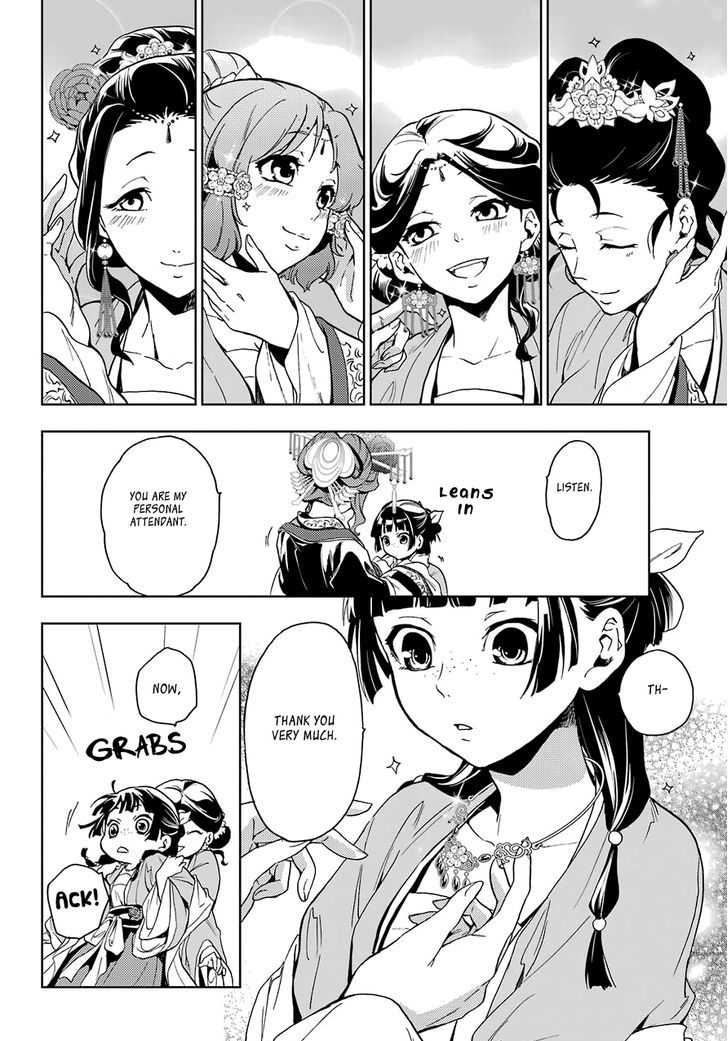 LISTEN.
LEANS
IN
YOU ARE MY
PERSONAL
ATTENDANT.
TH-
THANK YOU
VERY MUCH.
NOW,
GRABS
ACK!